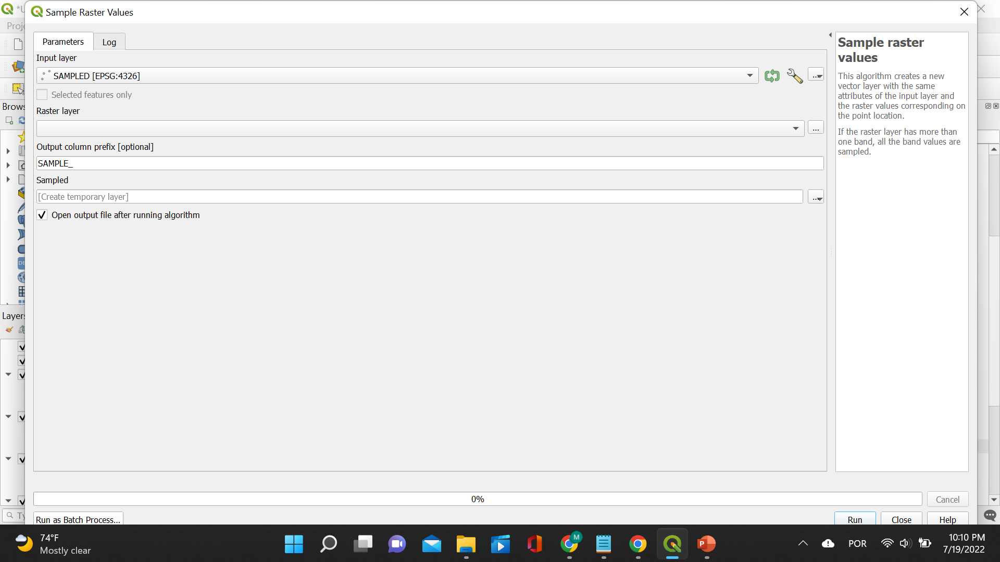 *U
Sample Raster Values
Proje
Parameters
Log
Input layer
SAMPLED [EPSG:4326]
...
Selected features only
Raster layer
...
Output column prefix [optional]
SAMPLE_
Sampled
[Create temporary layer]
...
Open output file after running algorithm
Sample raster
values
This algorithm creates a new
vector layer with the same
attributes of the input layer and
the raster values corresponding on
the point location.
If the raster layer has more than
one band, all the band values are
sampled.
Brows
Layers
0%
Cancel
Ty
Run as Batch Process...
Run
Close
Help
74°F
Mostly clear
M
P
POR
10:10 PM
7/19/2022